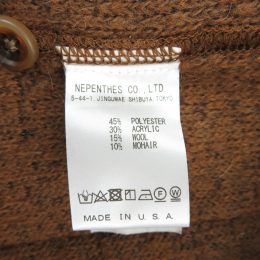 NEPENTHES CO., LTD.
5-44-1, JINGUMAE SHIBUYA, TOKYO
45% POLYESTER
30% ACRYLIC
15% WOOL
10% MOHAIR
MADE IN U.S.A.